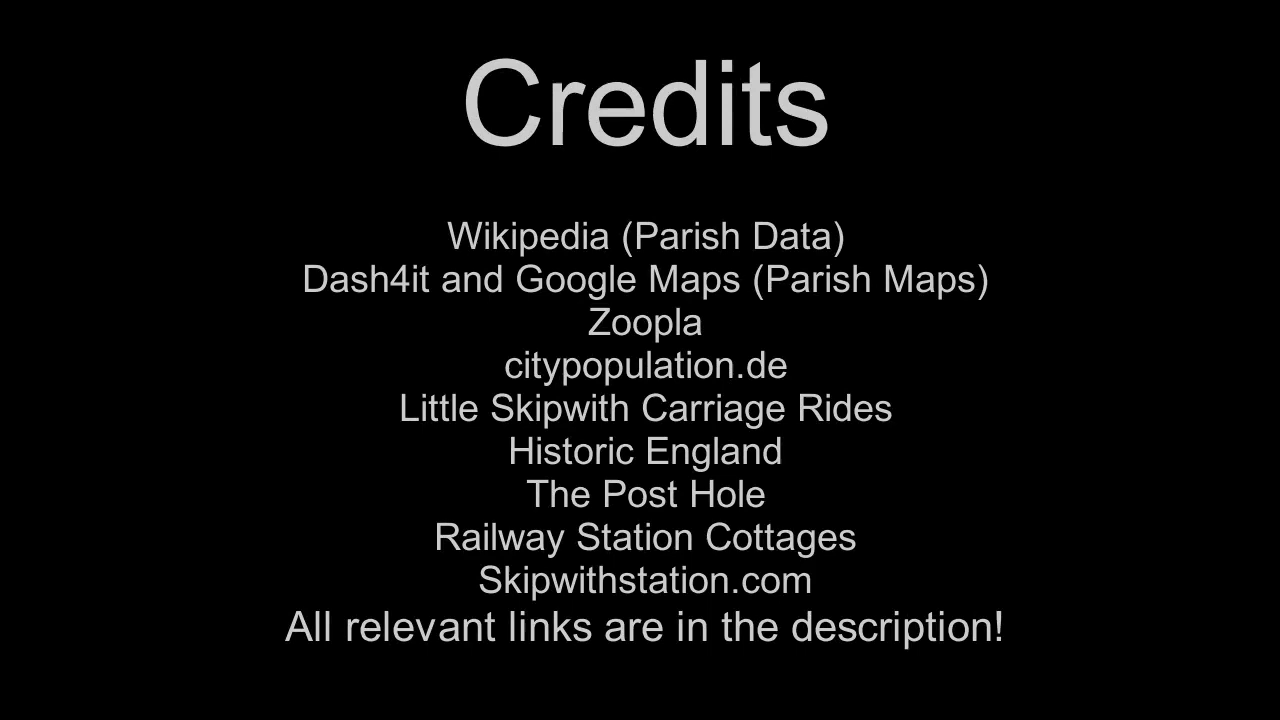 Credits
Wikipedia (Parish Data)
Dash4it and Google Maps (Parish Maps)
Zoopla
citypopulation.de
Little Skipwith Carriage Rides
Historic England
The Post Hole
Railway Station Cottages
Skipwithstation.com
All relevant links are in the description!